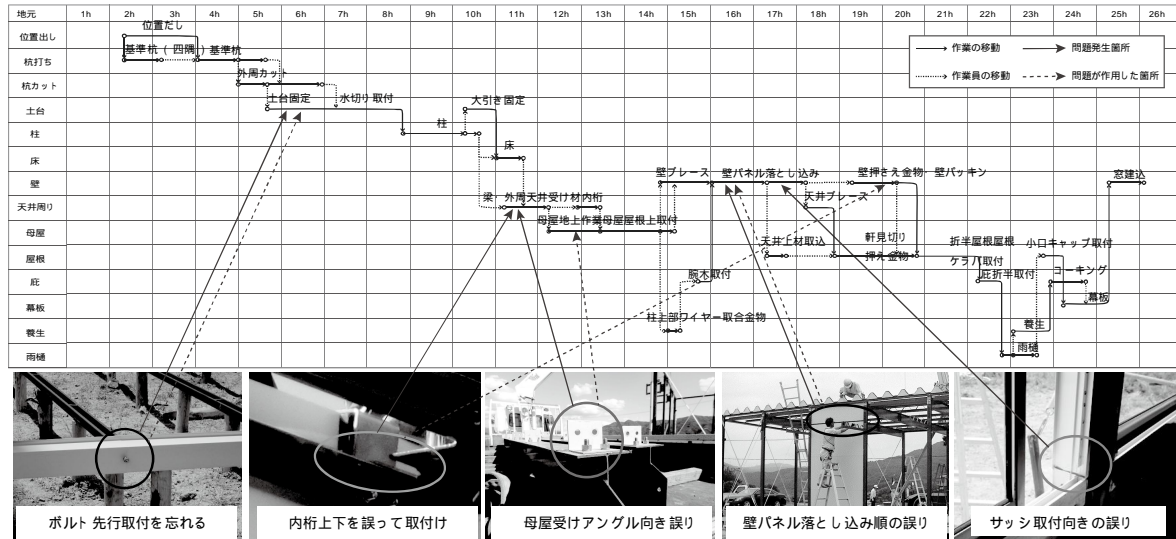 地元 1h 2h 3h 4h 5h 6h 7h 8h 9h 10h 11h 12h 13h 14h 15h 16h 17h 18h 19h 20h 22h 23h 24h 25h 26h
位置出し
位置だし
杭打ち
基準杭（四隅）基準杭
杭カット
外周カット
土台
土台固定
水切り取付
大引き固定
柱
柱
床
床
壁
壁ブレース
壁パネル落とし込み
壁押さえ金物・壁パッキン
窓建込
天井周り
梁・外周天井受け材内桁
天井ブレース
母屋
母屋地上作業母屋屋根上取付
屋根
天井上材取込
軒見切り
押え金物
折半屋根屋根
小口キャップ取付
庇
腕木取付
ケラバ取付
庇折半取付
コーキング
幕板
幕板
養生
柱上部ワイヤー取合金物
養生
雨樋
雨樋
作業の移動
問題発生箇所
作業員の移動
問題が作用した箇所
ボルト先行取付を忘れる
内桁上下を誤って取付け
母屋受けアングル向き誤り
壁パネル落とし込み順の誤り
サッシ取付向きの誤り